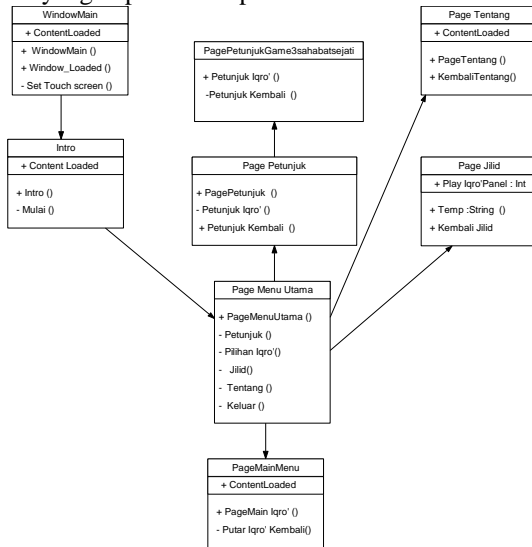 WindowMain
+ ContentLoaded
+ WindowMain ()
+ Window_Loaded ()
- Set Touch screen ()
Intro
+ Content Loaded
+ Intro ()
- Mulai ()
PagePetunjukGame3sahabatsejati
+ Petunjuk Iqro' ()
-Petunjuk Kembali ()
Page Petunjuk
+ PagePetunjuk ()
- Petunjuk Iqro' ()
+ Petunjuk Kembali ()
Page Tentang
+ ContentLoaded
+ PageTentang ()
+ KembaliTentang()
Page Jilid
+ Play Iqro'Panel : Int
+ Temp :String ()
+ Kembali Jilid
Page Menu Utama
+ PageMenuUtama ()
- Petunjuk ()
- Pilihan Iqro'()
- Jilid()
- Tentang ()
- Keluar ()
PageMainMenu
+ ContentLoaded
+ PageMain Iqro' ()
- Putar Iqro' Kembali()